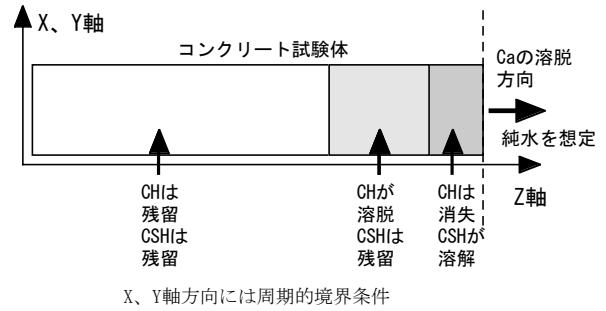 X、Y軸
コンクリート試験体
Caの溶脱
方向
純水を想定
Z軸
CHは
残留
CSHは
残留
CHが
溶脱
CSHは
残留
CHは
消失
CSHが
溶解
X、Y軸方向には周期的境界条件